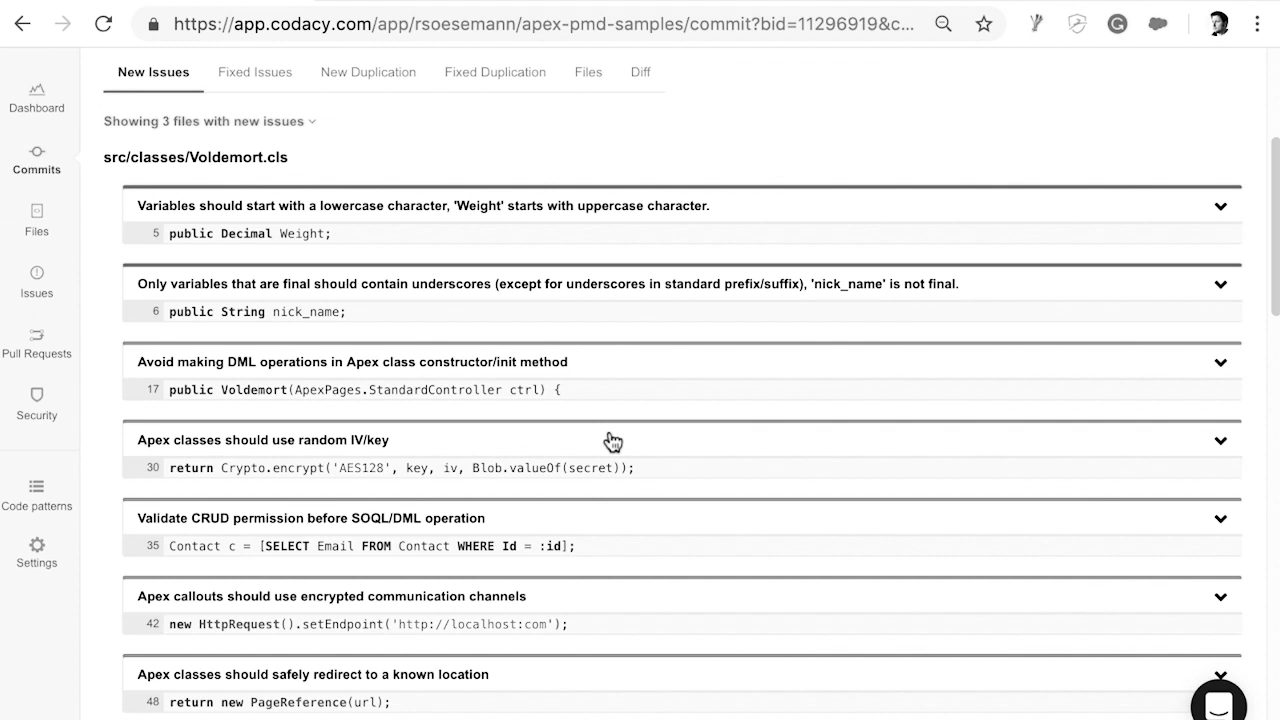 https://app.codacy.com/app/rsoesemann/apex-pmd-samples/commit?bid=11296919&c...
New Issues Fixed Issues New Duplication Fixed Duplication Files Diff
Dashboard
Commits
Files
Issues
Pull Requests
Security
Code patterns
Settings
Showing 3 files with new issues
src/classes/Voldemort.cls
Variables should start with a lowercase character, 'Weight' starts with uppercase character.
5 public Decimal Weight;
Only variables that are final should contain underscores (except for underscores in standard prefix/suffix), 'nick_name' is not final.
6 public String nick_name;
Avoid making DML operations in Apex class constructor/init method
17 public Voldemort(ApexPages.StandardController ctrl) {
Apex classes should use random IV/key
30 return Crypto.encrypt('AES128', key, iv, Blob.valueOf(secret));
Validate CRUD permission before SOQL/DML operation
35 Contact c = [SELECT Email FROM Contact WHERE Id = :id];
Apex callouts should use encrypted communication channels
42 new HttpRequest().setEndpoint('http://localhost:com');
Apex classes should safely redirect to a known location
48 return new PageReference(url);